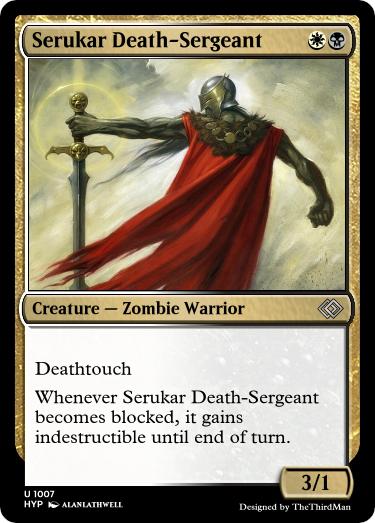 Serukar Death-Sergeant
Creature — Zombie Warrior
Deathtouch
Whenever Serukar Death-Sergeant
becomes blocked, it gains
indestructible until end of turn.
3/1
U 1007
HYP ALANLATHWELL
Designed by TheThirdMan